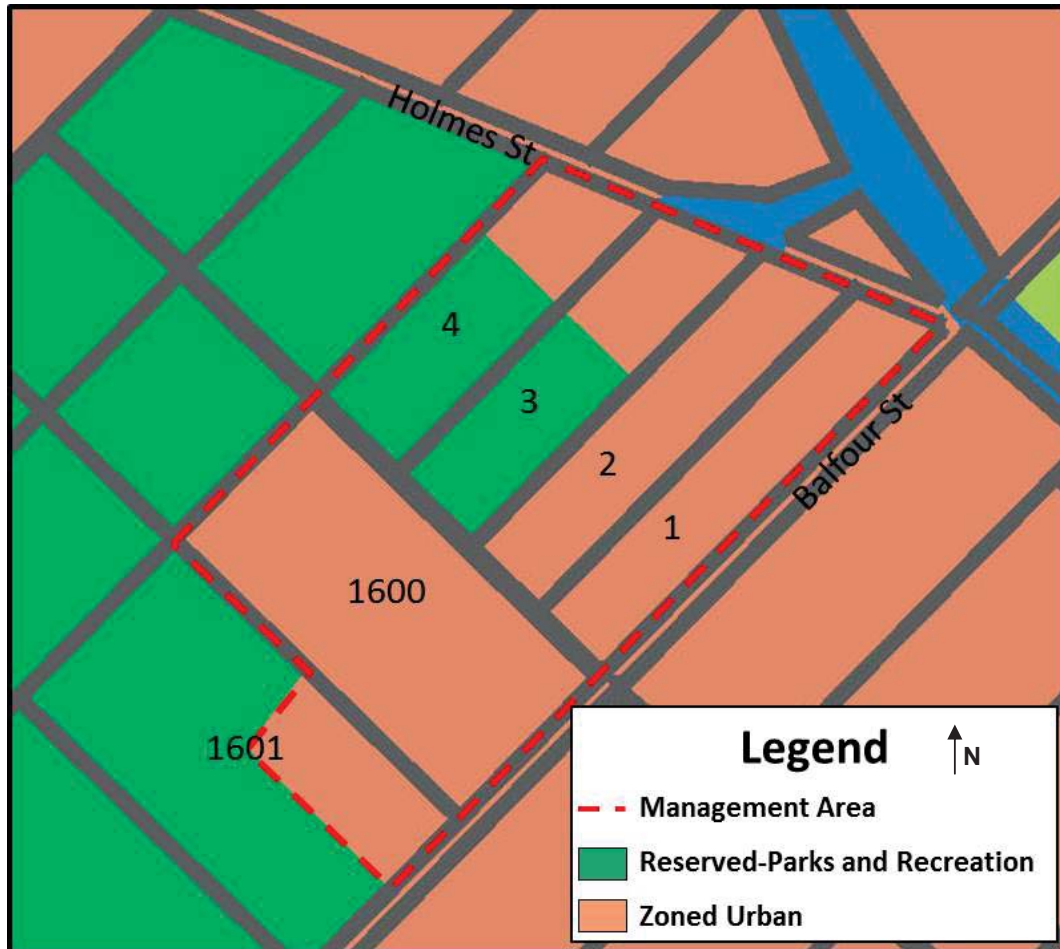 Holmes St
4
3
2
1
Balfour St
1600
1601
Legend
N
Management Area
Reserved-Parks and Recreation
Zoned Urban